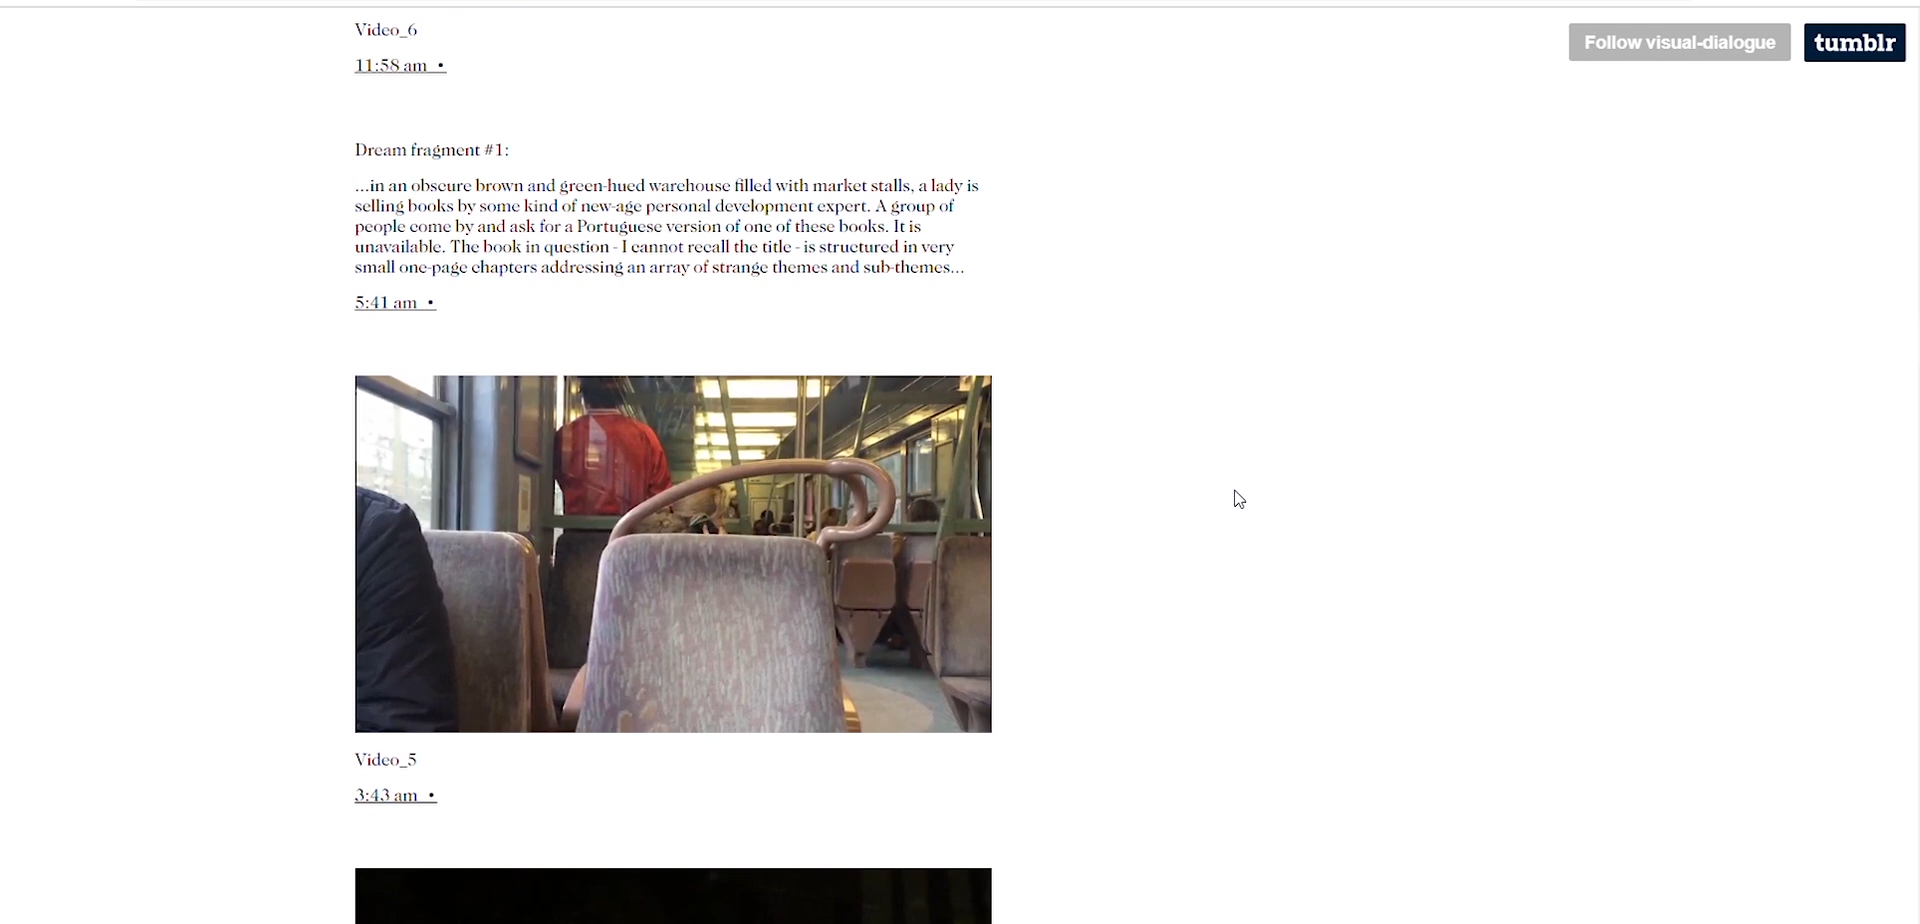 Video_6
Follow visual-dialogue
tumblr
11:58 am •
Dream fragment #1:
...in an obscure brown and green-hued warehouse filled with market stalls, a lady is
selling books by some kind of new-age personal development expert. A group of
people come by and ask for a Portuguese version of one of these books. It is
unavailable. The book in question - I cannot recall the title - is structured in very
small one-page chapters addressing an array of strange themes and sub-themes...
5:41 am •
Video_5
3:43 am •